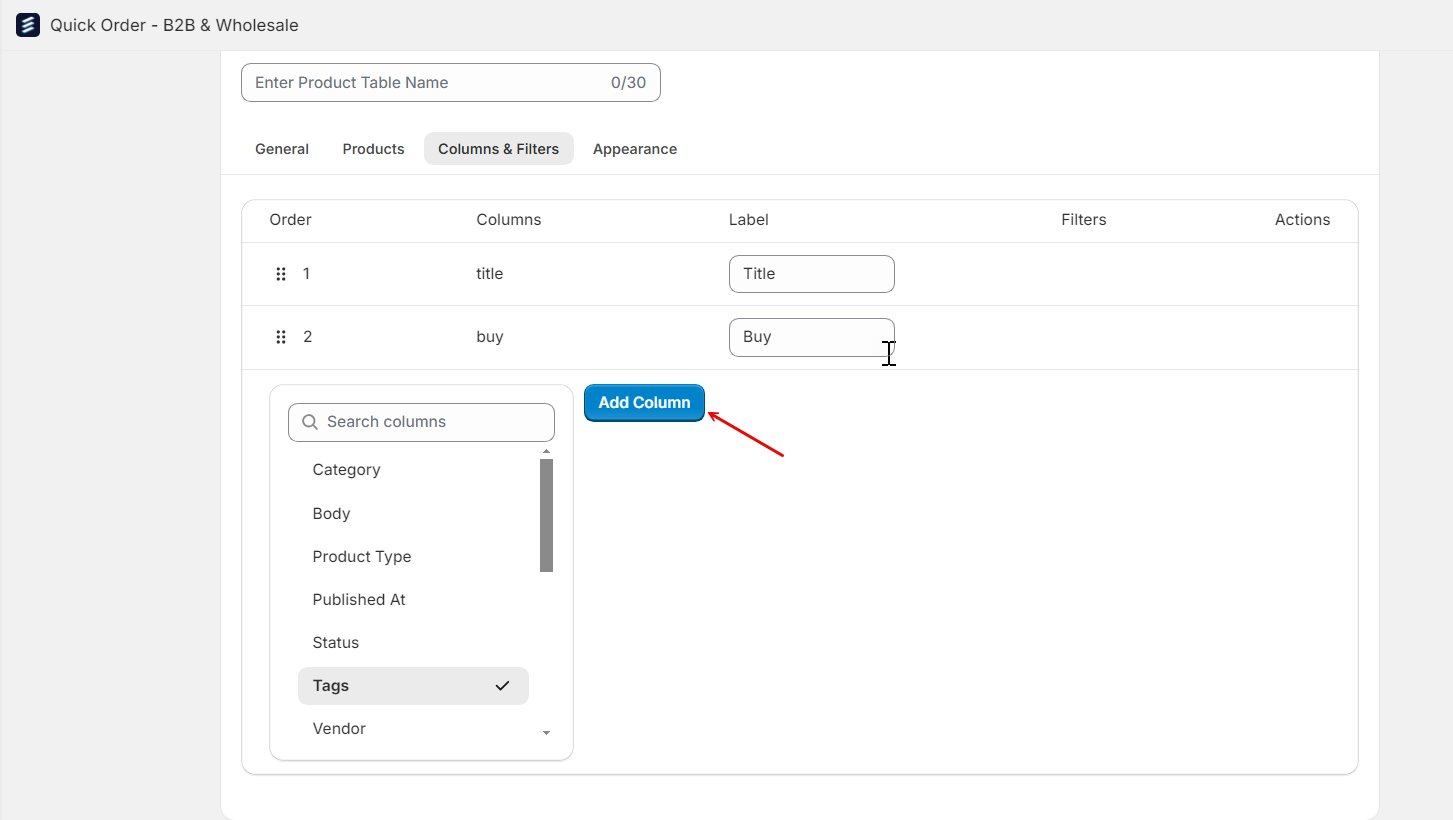 Quick Order - B2B & Wholesale
Enter Product Table Name 0/30
General Products Columns & Filters Appearance
Order Columns Label Filters Actions
1 title Title
2 buy Buy
Add Column
Search columns
Category
Body
Product Type
Published At
Status
Tags
Vendor